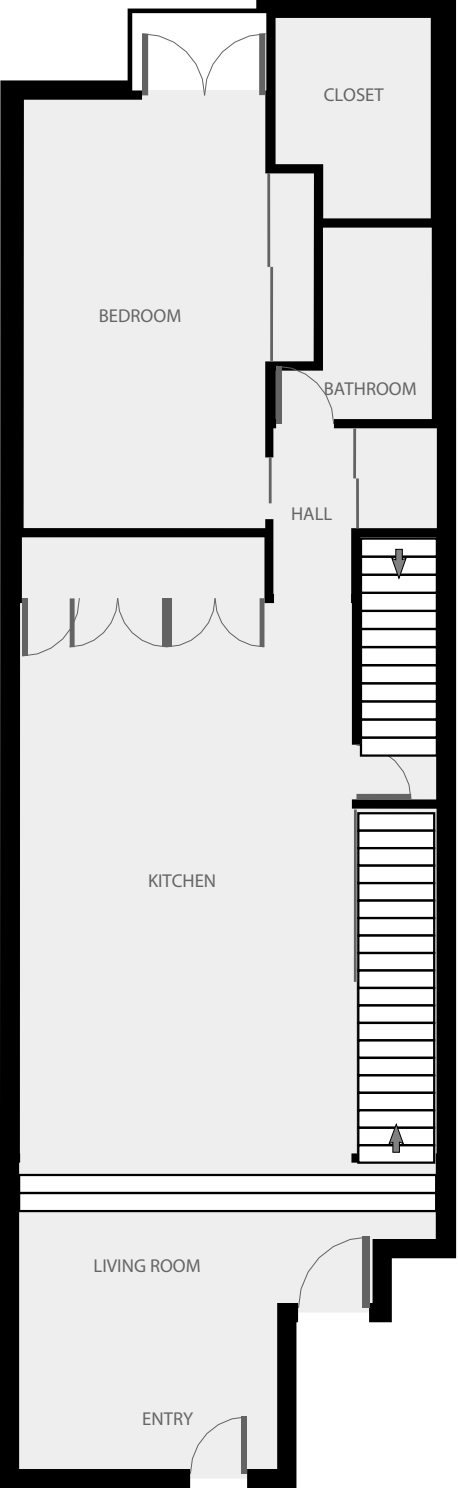 CLOSET
BEDROOM
BATHROOM
HALL
KITCHEN
LIVING ROOM
ENTRY